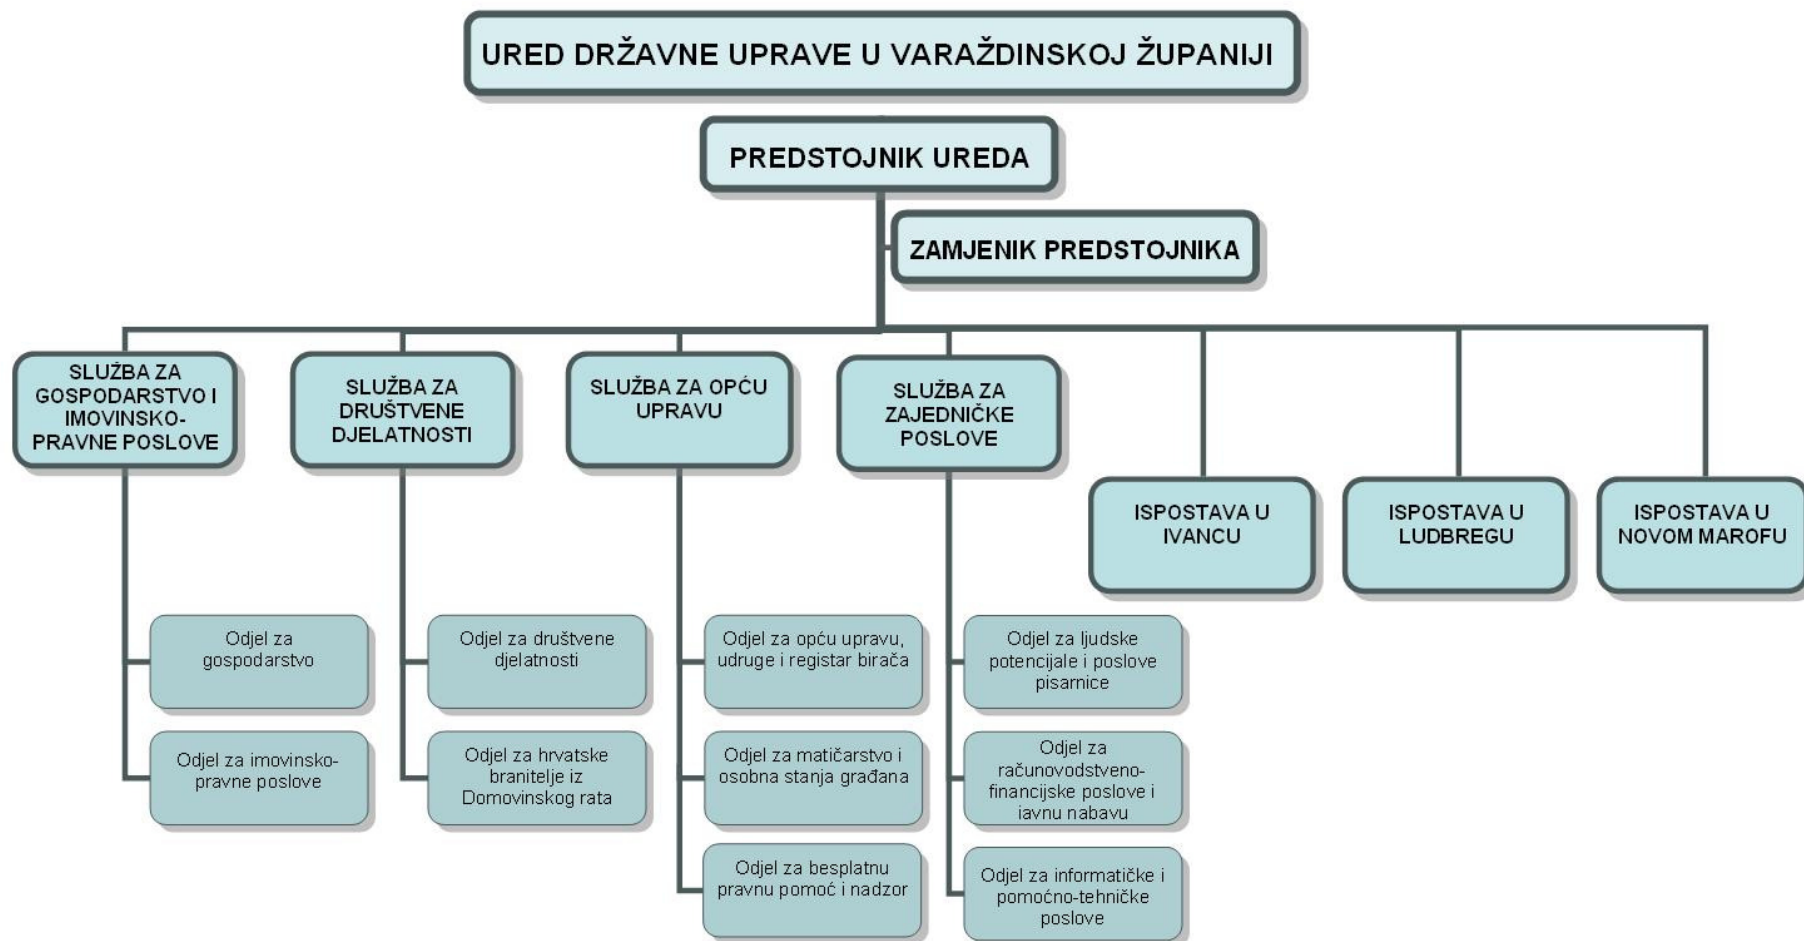 URED DRŽAVNE UPRAVE U VARAŽDINSKOJ ŽUPANIJI
PREDSTOJNIK UREDA
ZAMJENIK PREDSTOJNIKA
SLUŽBA ZA
GOSPODARSTVO I
IMOVINSKO-
PRAVNE POSLOVE
SLUŽBA ZA
DRUŠTVENE
DJELATNOSTI
SLUŽBA ZA OPĆU
UPRAVU
SLUŽBA ZA
ZAJEDNIČKE
POSLOVE
ISPOSTAVA U
IVANCU
ISPOSTAVA U
LUDBREGU
ISPOSTAVA U
NOVOM MAROFU
Odjel za
gospodarstvo
Odjel za imovinsko-
pravne poslove
Odjel za društvene
djelatnosti
Odjel za hrvatske
branitelje iz
Domovinskog rata
Odjel za opću upravu,
udruge i registar birača
Odjel za matičarstvo i
osobna stanja građana
Odjel za besplatnu
pravnu pomoć i nadzor
Odjel za ljudske
potencijale i poslove
pisarnice
Odjel za
računovodstveno-
financijske poslove i
javnu nabavu
Odjel za informatičke i
pomoćno-tehničke
poslove